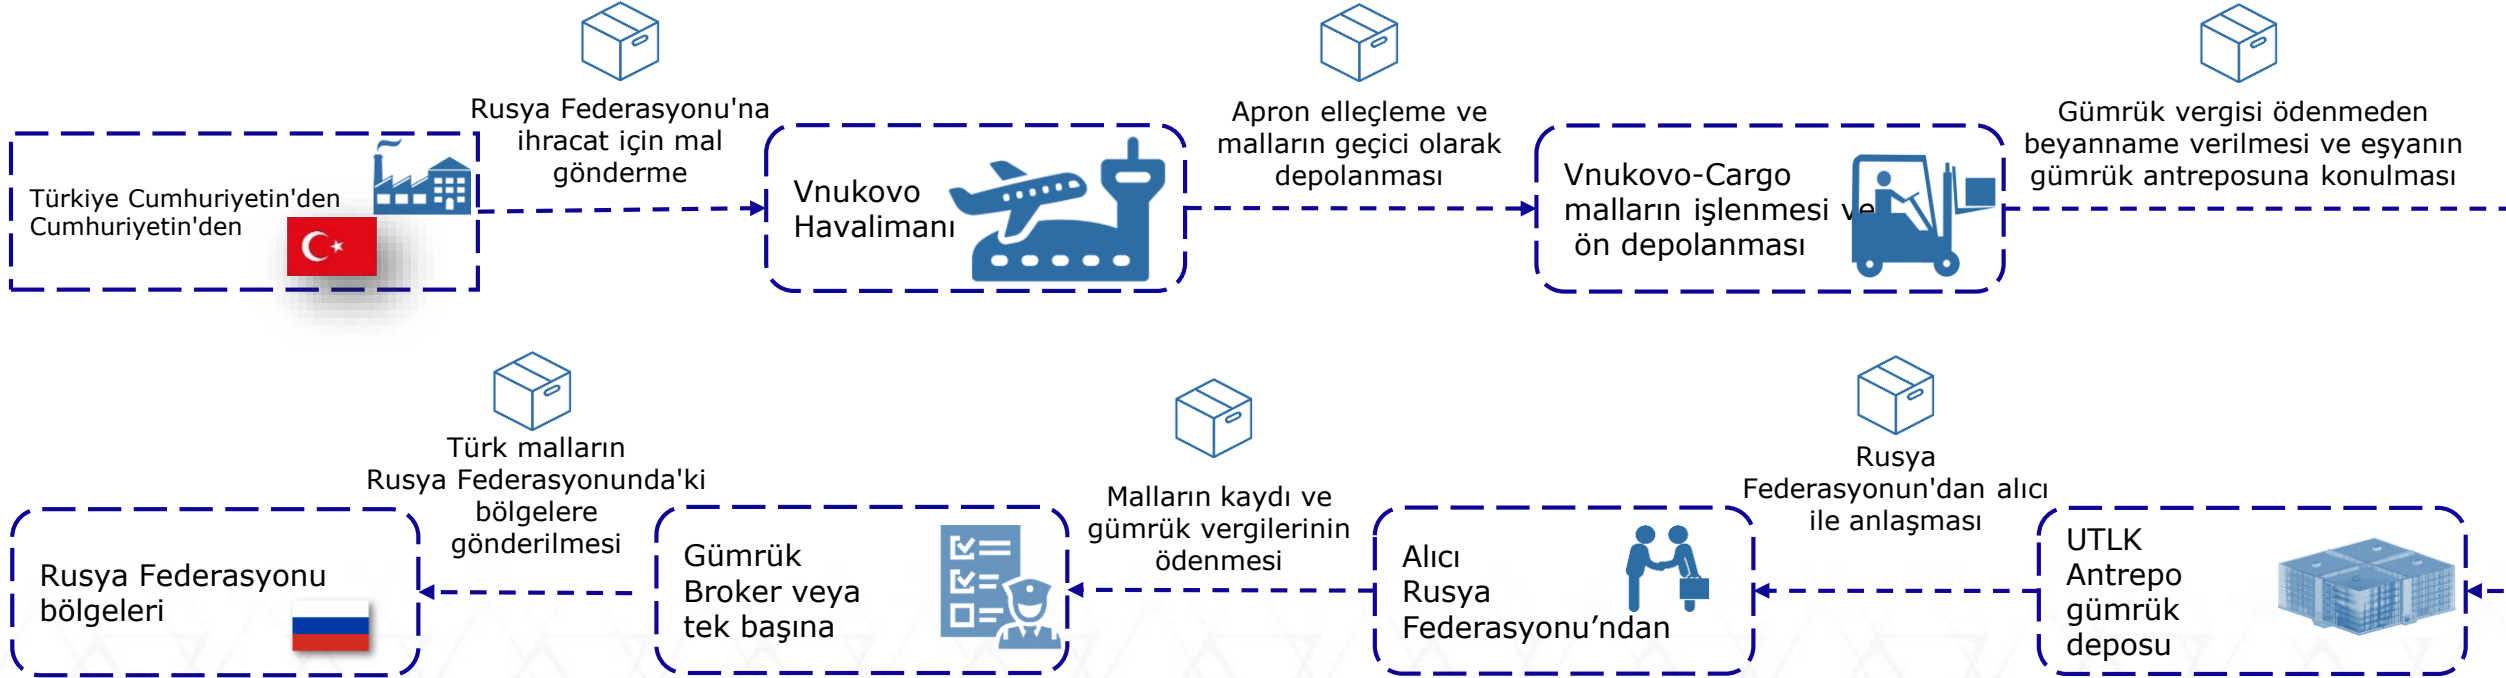 Rusya Federasyonu'na
ihracat için mal
gönderme
Apron elleçleme ve
malların geçici olarak
depolanması
Gümrük vergisi ödenmeden
beyanname verilmesi ve eşyanın
gümrük antreposuna konulması
Türkiye Cumhuriyetin'den
Cumhuriyetin'den
Vnukovo
Havalimanı
Vnukovo-Cargo
malların işlenmesi ve
ön depolanması
Türk malların
Rusya Federasyonunda'ki
bölgelere
gönderilmesi
Malların kaydı ve
gümrük vergilerinin
ödenmesi
Rusya
Federasyonun'dan alıcı
ile anlaşması
Rusya Federasyonu
bölgeleri
Gümrük
Broker veya
tek başına
Alıcı
Rusya
Federasyonu’ndan
UTLK
Antrepo
gümrük
deposu